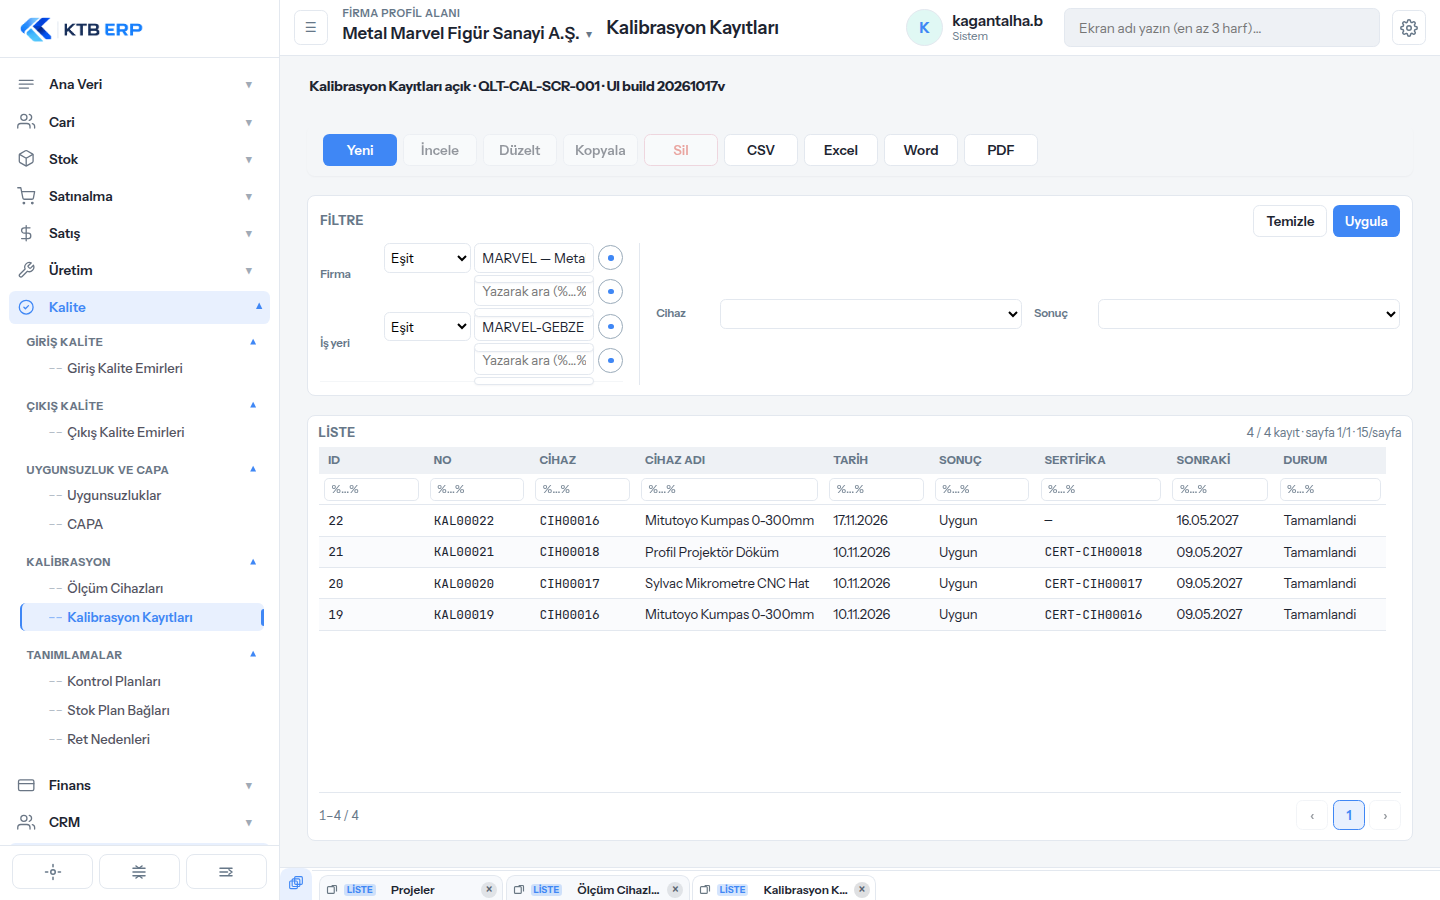 KTB ERP
Ana Veri
Cari
Stok
Satınalma
Satış
Üretim
Kalite
GİRİŞ KALİTE
Giriş Kalite Emirleri
ÇIKIŞ KALİTE
Çıkış Kalite Emirleri
UYGUNSUZLUK VE CAPA
Uygunsuzluklar
CAPA
KALİBRASYON
Ölçüm Cihazları
Kalibrasyon Kayıtları
TANIMLAMALAR
Kontrol Planları
Stok Plan Bağları
Ret Nedenleri
Finans
CRM
FİRMA PROFİL ALANI
Metal Marvel Figür Sanayi A.Ş. ▾
Kalibrasyon Kayıtları
K
kagantalha.b
Sistem
Ekran adı yazın (en az 3 harf)...
Kalibrasyon Kayıtları açık · QLT-CAL-SCR-001 · UI build 20261017v
Yeni İncele Düzelt Kopyala Sil CSV Excel Word PDF
FİLTRE
Temizle Uygula
Firma Eşit MARVEL — Meta
Yazarak ara (%...%
İş yeri Eşit MARVEL-GEBZE
Yazarak ara (%...%
Cihaz
Sonuç
LİSTE
4 / 4 kayıt · sayfa 1/1 · 15/sayfa
ID NO CİHAZ CİHAZ ADI TARİH SONUÇ SERTİFİKA SONRAKİ DURUM
%...% %...% %...% %...% %...% %...% %...% %...% %...%
22 KAL00022 CIH00016 Mitutoyo Kumpas 0-300mm 17.11.2026 Uygun — 16.05.2027 Tamamlandi
21 KAL00021 CIH00018 Profil Projektör Döküm 10.11.2026 Uygun CERT-CIH00018 09.05.2027 Tamamlandi
20 KAL00020 CIH00017 Sylvac Mikrometre CNC Hat 10.11.2026 Uygun CERT-CIH00017 09.05.2027 Tamamlandi
19 KAL00019 CIH00016 Mitutoyo Kumpas 0-300mm 10.11.2026 Uygun CERT-CIH00016 09.05.2027 Tamamlandi
1–4 / 4
‹ 1 ›
LİSTE Projeler ×
LİSTE Ölçüm Cihazl... ×
LİSTE Kalibrasyon K... ×